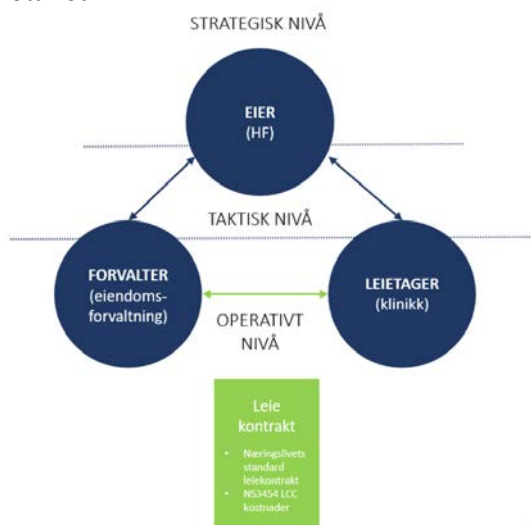 STRATEGISK NIVÅ
EIER
(HF)
TAKTISK NIVÅ
FORVALTER
(eiendoms-
forvaltning)
LEIETAGER
(klinikk)
OPERATIVT
NIVÅ
Leie
kontrakt
• Næringslivets
standard
leiekontrakt
• NS3454 LCC
kostnader